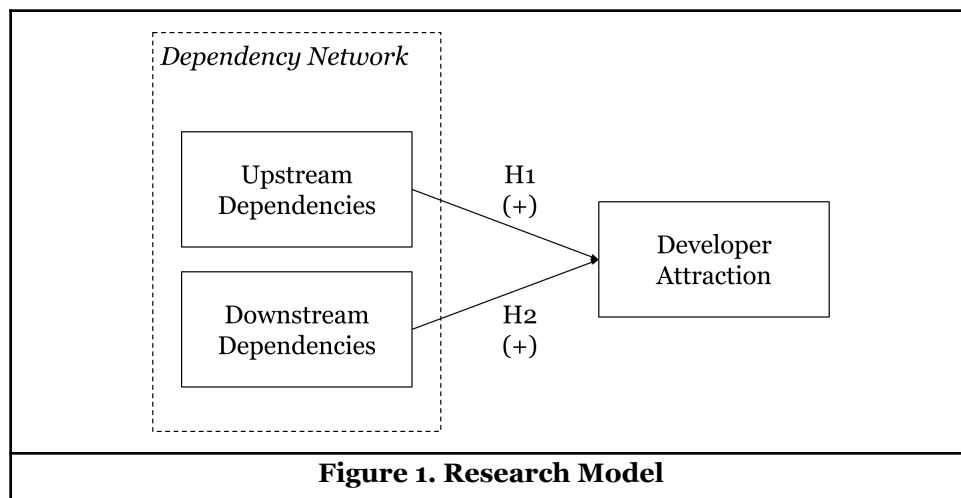 Dependency Network
Upstream
Dependencies
H1
(+)
Developer
Attraction
Downstream
Dependencies
H2
(+)
Figure 1. Research Model